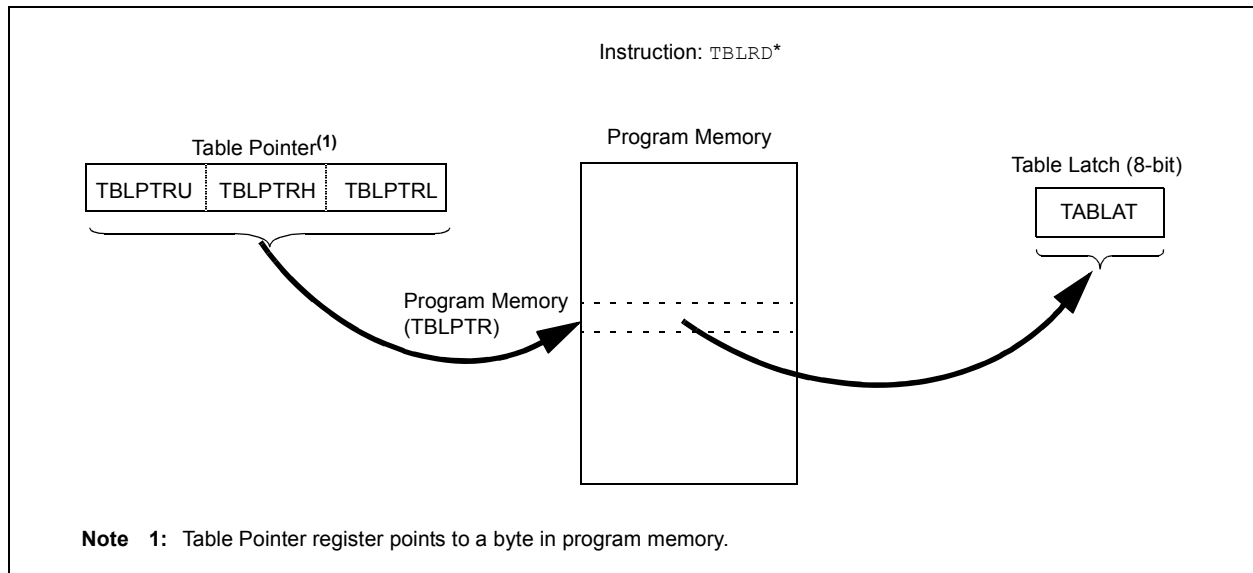 Instruction: TBLRD*
Table Pointer(1)
TBLPTRU TBLPTRH TBLPTRL
Program Memory
Table Latch (8-bit)
TABLAT
Program Memory
(TBLPTR)
Note 1: Table Pointer register points to a byte in program memory.